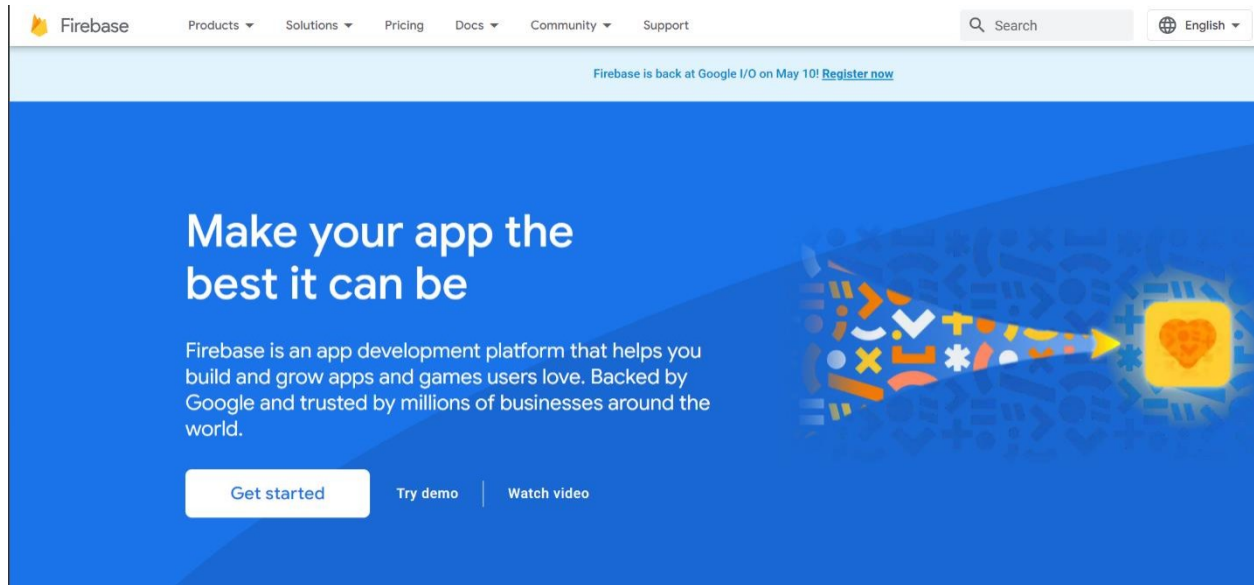 Firebase
Products
Solutions
Pricing
Docs
Community
Support
Search
English
Firebase is back at Google I/O on May 10! Register now
Make your app the
best it can be
Firebase is an app development platform that helps you
build and grow apps and games users love. Backed by
Google and trusted by millions of businesses around the
world.
Get started
Try demo
Watch video